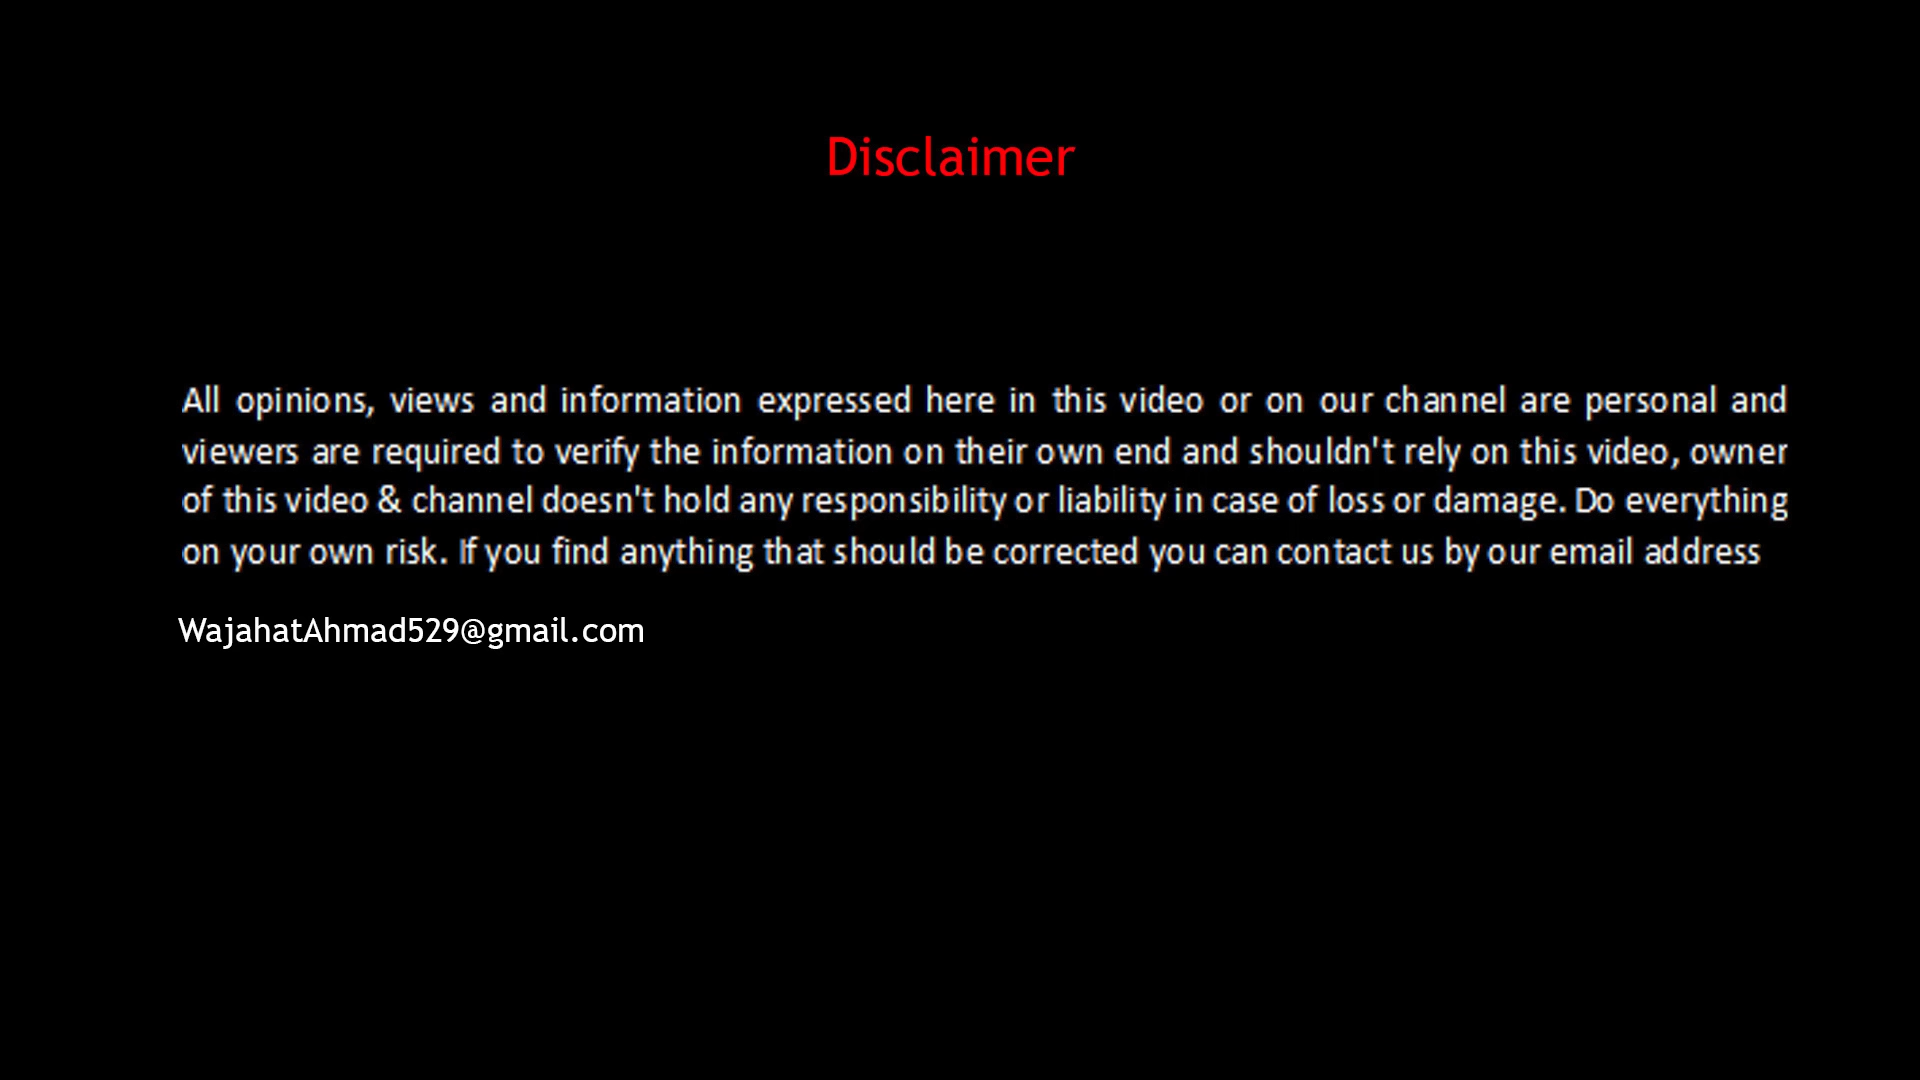 Disclaimer
All opinions, views and information expressed here in this video or on our channel are personal and
viewers are required to verify the information on their own end and shouldn't rely on this video, owner
of this video & channel doesn't hold any responsibility or liability in case of loss or damage. Do everything
on your own risk. If you find anything that should be corrected you can contact us by our email address
WajahatAhmad529@gmail.com